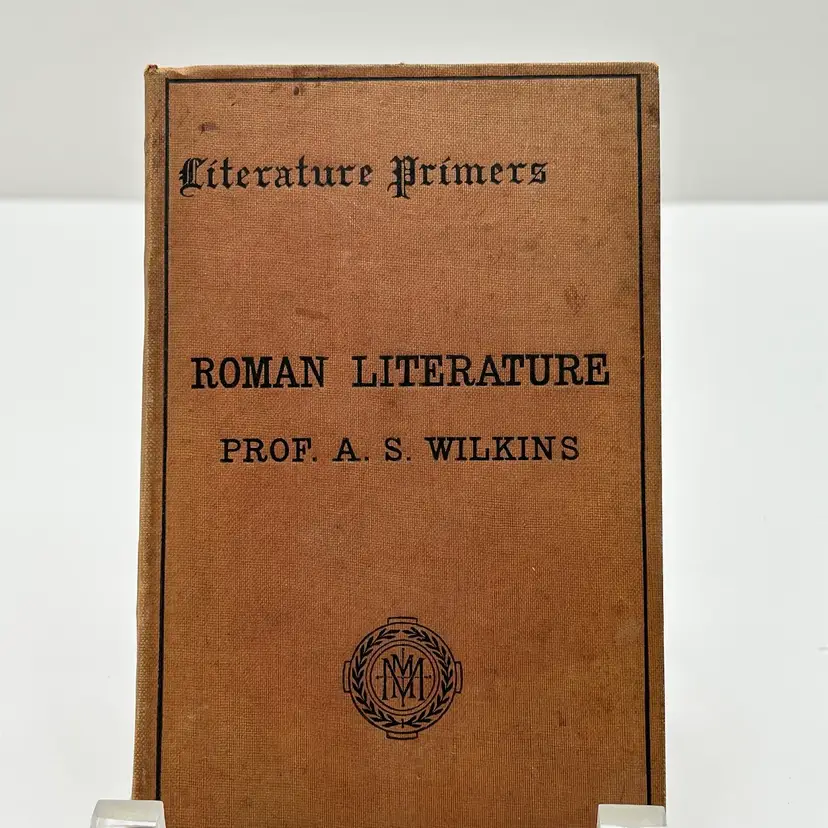 Literature Primers
ROMAN LITERATURE
PROF. A. S. WILKINS